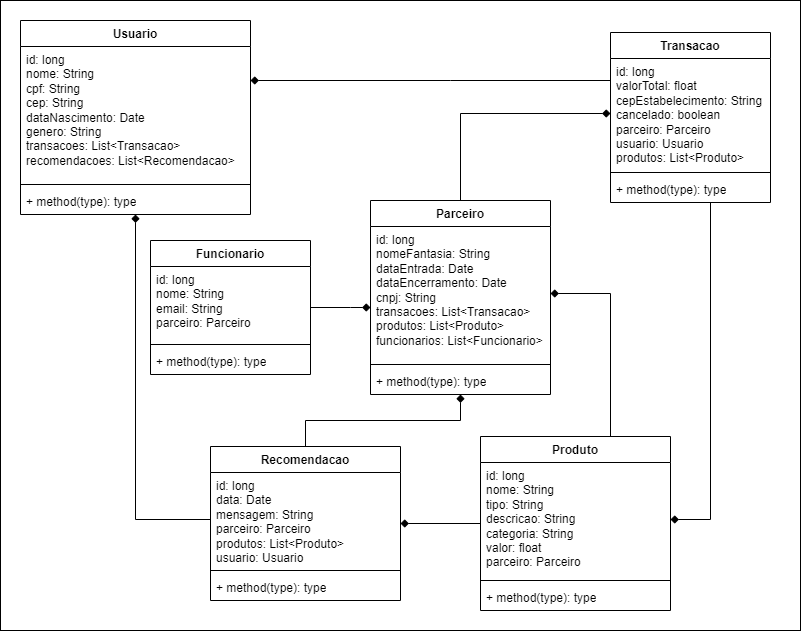 Usuario
id: long
nome: String
cpf: String
cep: String
dataNascimento: Date
genero: String
transacoes: List<Transacao>
recomendacoes: List<Recomendacao>
+ method(type): type
Transacao
id: long
valorTotal: float
cepEstabelecimento: String
cancelado: boolean
parceiro: Parceiro
usuario: Usuario
produtos: List<Produto>
+ method(type): type
Parceiro
id: long
nomeFantasia: String
dataEntrada: Date
dataEncerramento: Date
cnpj: String
transacoes: List<Transacao>
produtos: List<Produto>
funcionarios: List<Funcionario>
+ method(type): type
Funcionario
id: long
nome: String
email: String
parceiro: Parceiro
+ method(type): type
Recomendacao
id: long
data: Date
mensagem: String
parceiro: Parceiro
produtos: List<Produto>
usuario: Usuario
+ method(type): type
Produto
id: long
nome: String
tipo: String
descricao: String
categoria: String
valor: float
parceiro: Parceiro
+ method(type): type